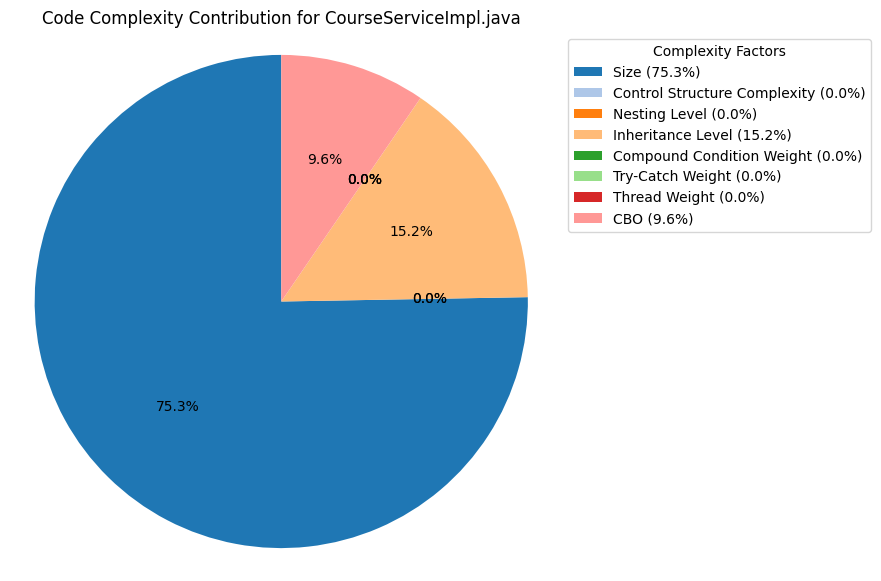 Code Complexity Contribution for CourseServiceImpl.java
Complexity Factors
Size (75.3%)
Control Structure Complexity (0.0%)
Nesting Level (0.0%)
Inheritance Level (15.2%)
Compound Condition Weight (0.0%)
Try-Catch Weight (0.0%)
Thread Weight (0.0%)
CBO (9.6%)
9.6%
0.0%
15.2%
0.0%
75.3%